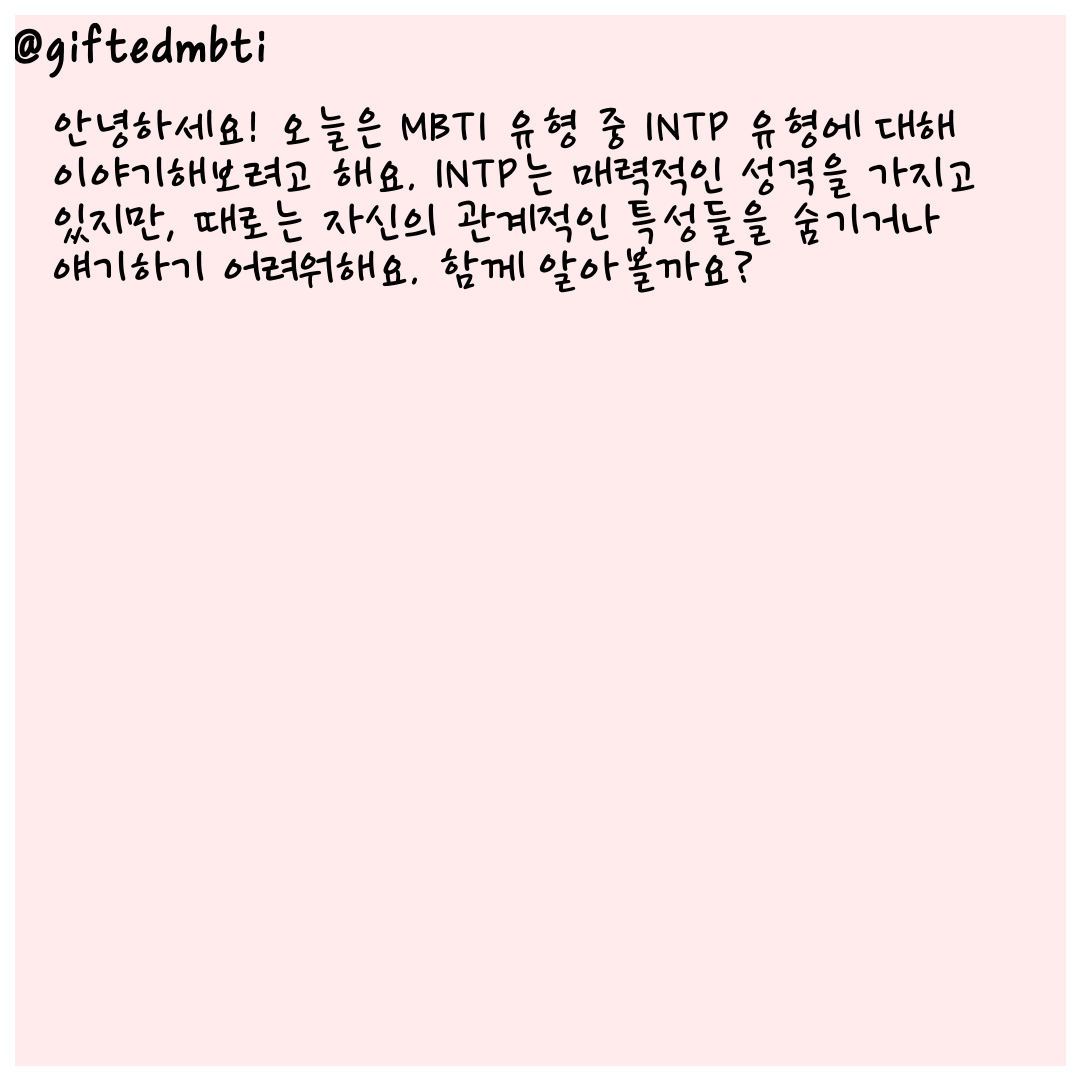 @giftedmbti
안녕하세요! 오늘은 MBTI 유형 중 INTP 유형에 대해
이야기해보려고 해요. INTP는 매력적인 성격을 가지고
있지만, 때로는 자신의 관계적인 특성들을 숨기거나
얘기하기 어려워해요. 함께 알아볼까요?